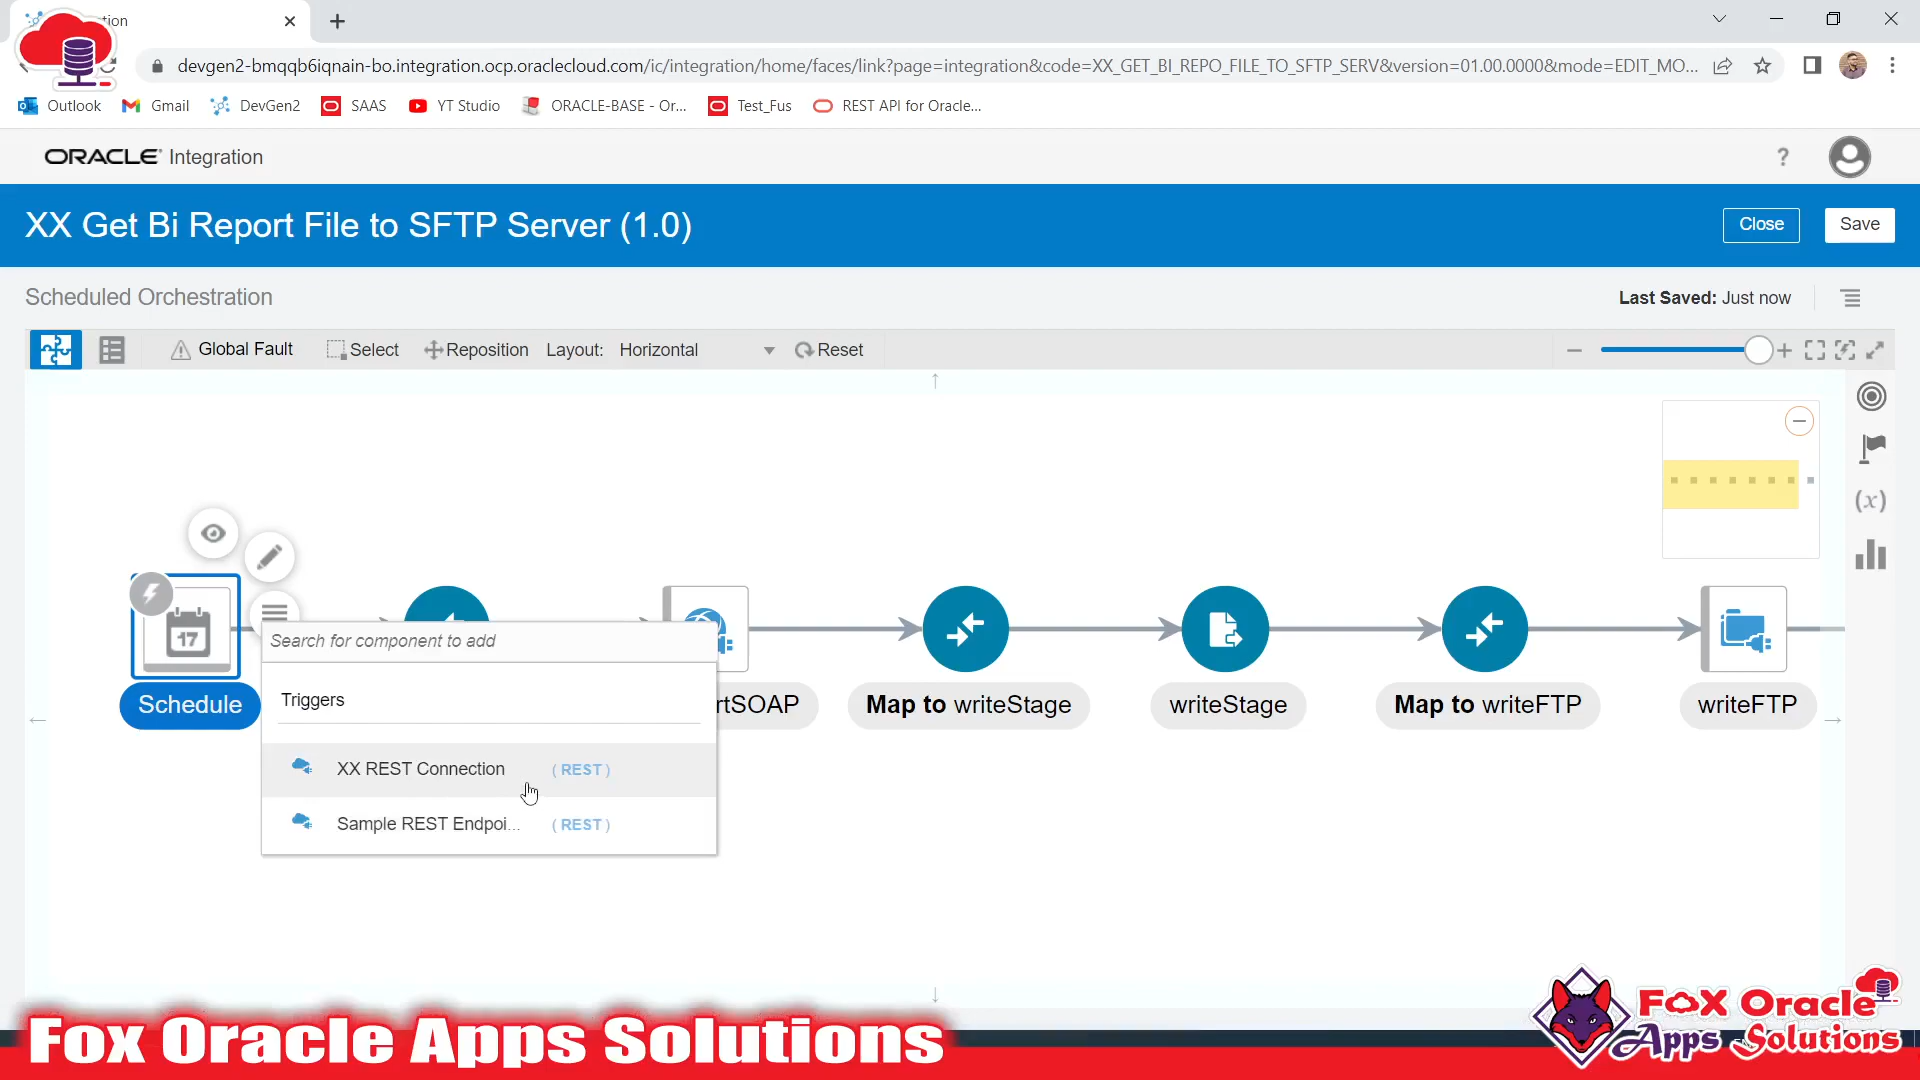 ction
devgen2-bmqqb6iqnain-bo.integration.ocp.oraclecloud.com/ic/integration/home/faces/link?page=integration&code=XX_GET_BI_REPO_FILE_TO_SFTP_SERV&version=01.00.0000&mode=EDIT_MO...
Outlook
Gmail
DevGen2
SAAS
YT Studio
ORACLE-BASE - Or...
Test_Fus
REST API for Oracle...
ORACLE Integration
?
XX Get Bi Report File to SFTP Server (1.0)
Close
Save
Scheduled Orchestration
Last Saved: Just now
Global Fault
Select
Reposition
Layout: Horizontal
Reset
(x)
17
Search for component to add
Triggers
XX REST Connection (REST)
Sample REST Endpoi... (REST)
Schedule
rtSOAP
Map to writeStage
writeStage
Map to writeFTP
writeFTP
Fox Oracle Apps Solutions
Fox Oracle
Apps Solutions